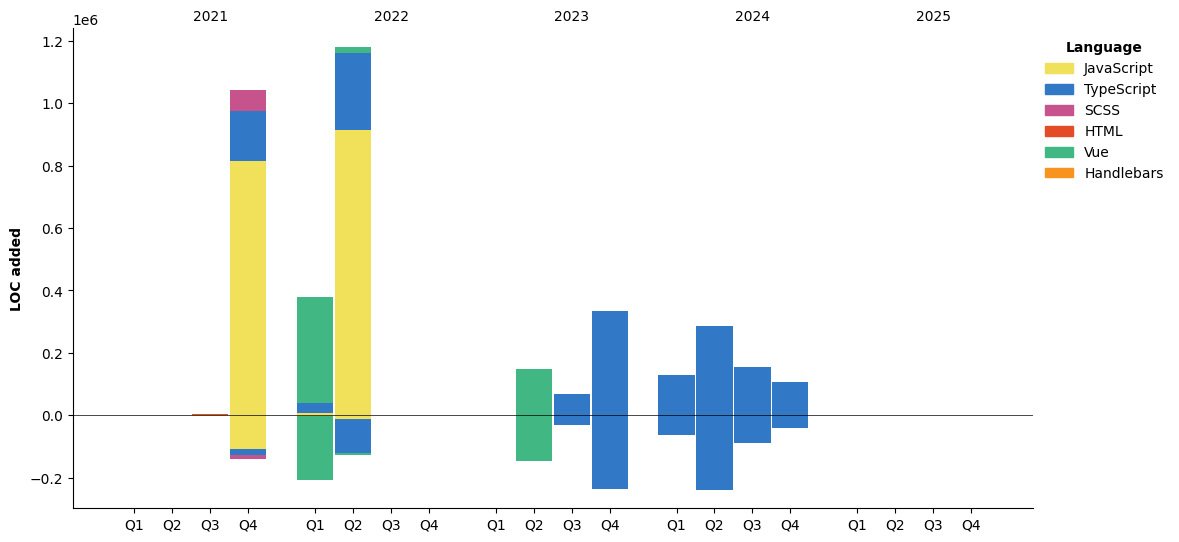 2021 2022 2023 2024 2025
1e6
Language
JavaScript
TypeScript
SCSS
HTML
Vue
Handlebars
LOC added
1.2
1.0
0.8
0.6
0.4
0.2
0.0
−0.2
Q1 Q2 Q3 Q4 Q1 Q2 Q3 Q4 Q1 Q2 Q3 Q4 Q1 Q2 Q3 Q4 Q1 Q2 Q3 Q4